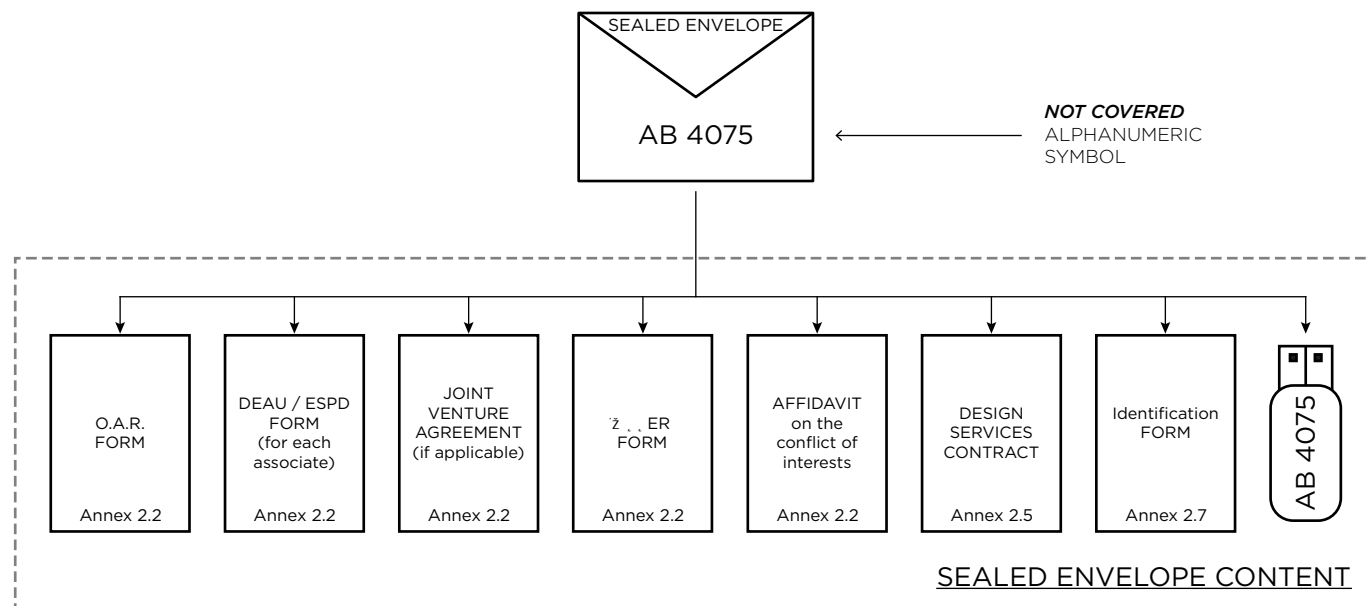 SEALED ENVELOPE
AB 4075
NOT COVERED
ALPHANUMERIC
SYMBOL
O.A.R.
FORM
Annex 2.2
DEAU / ESPD
FORM
(for each
associate)
Annex 2.2
JOINT
VENTURE
AGREEMENT
(if applicable)
Annex 2.2
FORM
Annex 2.2
AFFIDAVIT
on the
conflict of
interests
Annex 2.2
DESIGN
SERVICES
CONTRACT
Annex 2.5
Identification
FORM
Annex 2.7
AB 4075
SEALED ENVELOPE CONTENT